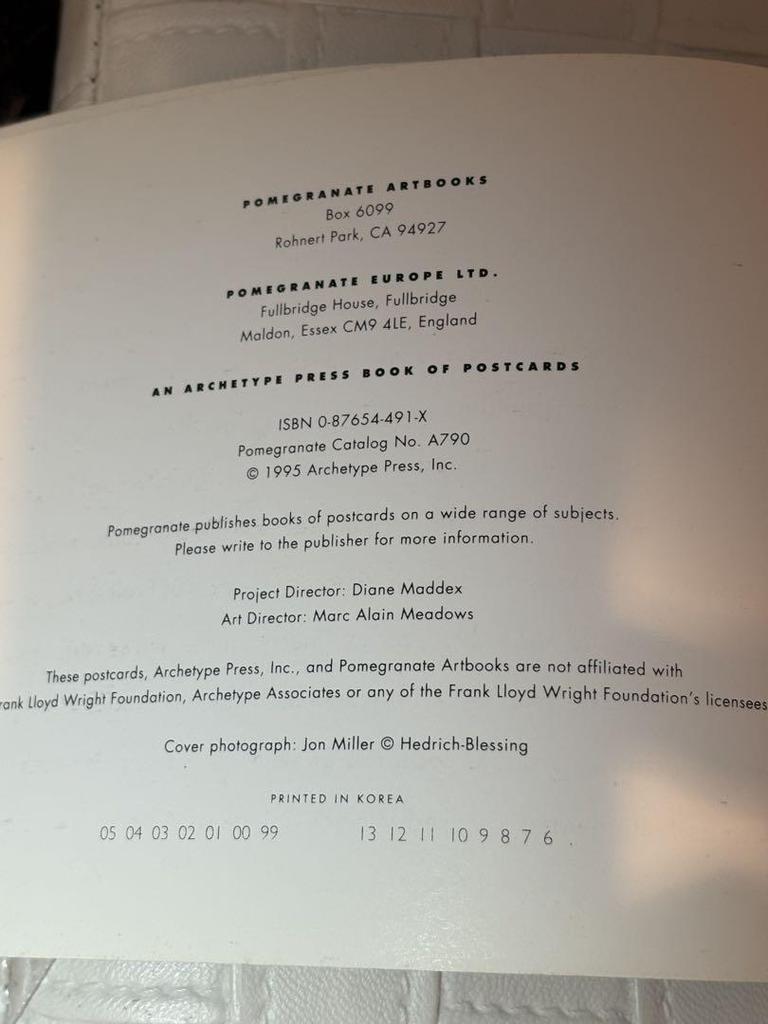 POMEGRANATE ARTBOOKS
Box 6099
Rohnert Park, CA 94927
POMEGRANATE EUROPE LTD.
Fullbridge House, Fullbridge
Maldon, Essex CM9 4LE, England
AN ARCHETYPE PRESS BOOK OF POSTCARDS
ISBN 0-87654-491-X
Pomegranate Catalog No. A790
© 1995 Archetype Press, Inc.
Pomegranate publishes books of postcards on a wide range of subjects.
Please write to the publisher for more information.
Project Director: Diane Maddex
Art Director: Marc Alain Meadows
These postcards, Archetype Press, Inc., and Pomegranate Artbooks are not affiliated with
rank Lloyd Wright Foundation, Archetype Associates or any of the Frank Lloyd Wright Foundation's licensees
Cover photograph: Jon Miller © Hedrich-Blessing
PRINTED IN KOREA
05 04 03 02 01 00 99 13 12 11 10 9 8 7 6